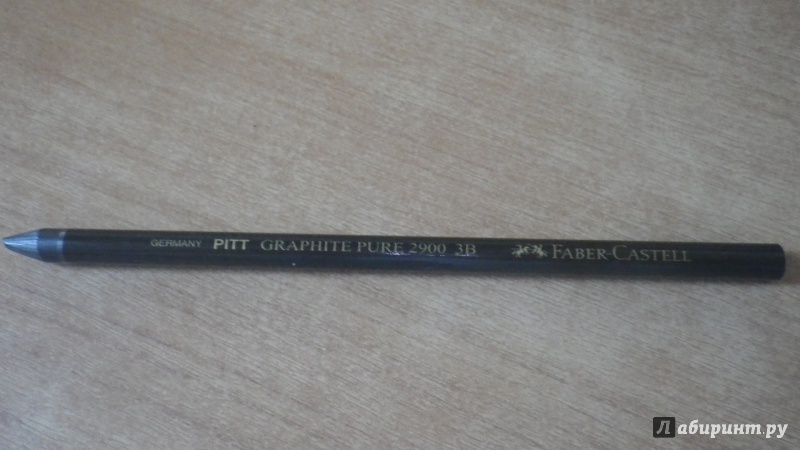 GERMANY PITT GRAPHITE PURE 2900 3B FABER-CASTELL
Лабиринт.ру